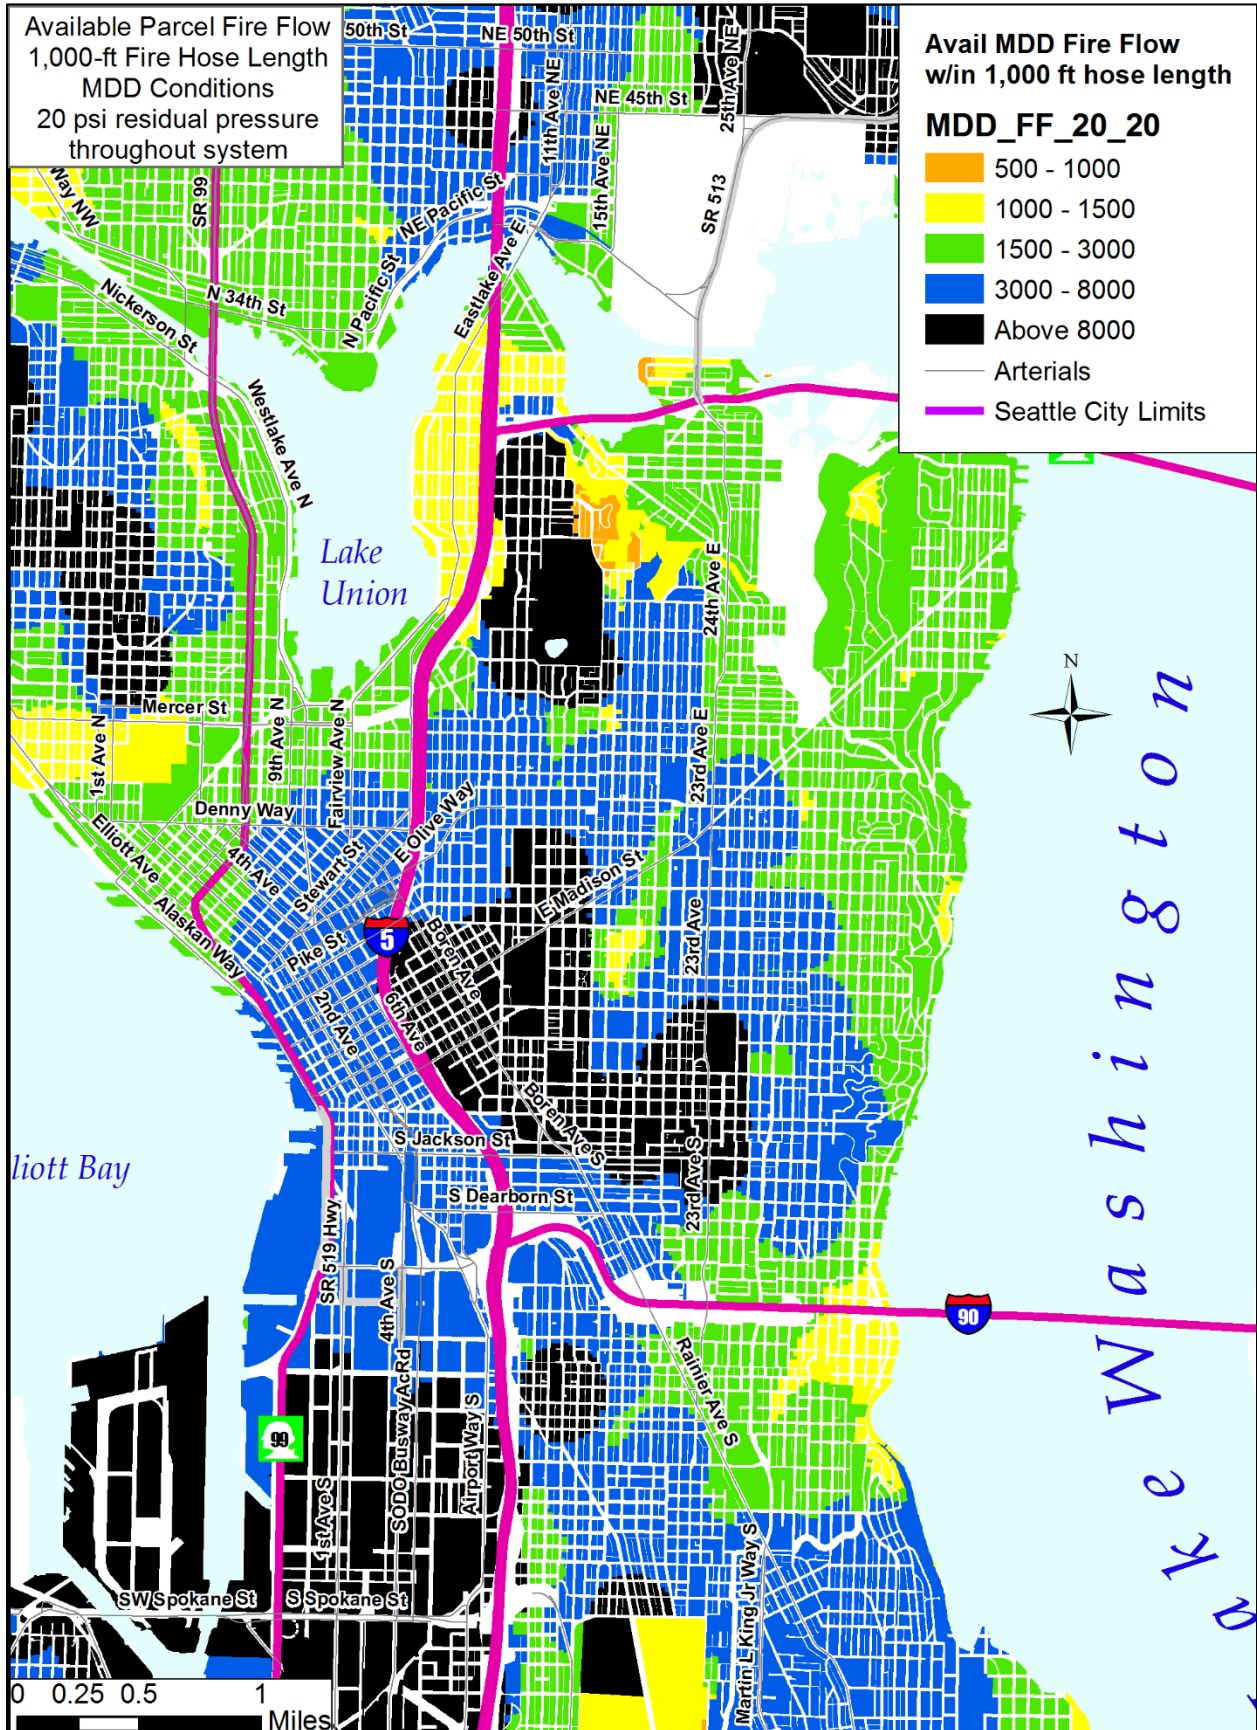 Available Parcel Fire Flow
1,000-ft Fire Hose Length
MDD Conditions
20 psi residual pressure
throughout system
Avail MDD Fire Flow
w/in 1,000 ft hose length
MDD_FF_20_20
500 - 1000
1000 - 1500
1500 - 3000
3000 - 8000
Above 8000
Arterials
Seattle City Limits
50th St
NE 50th St
11th Ave NE
25th Ave NE
NE 45th St
15th Ave NE
Way NW
SR 99
NE Pacific St
SR 513
N Pacific St
Eastlake Ave E
N 34th St
Nickerson St
Westlake Ave N
Lake
Union
24th Ave E
N
Mercer St
1st Ave N
9th Ave N
Fairview Ave N
23rd Ave E
Denny Way
E Olive Way
Elliott Ave
4th Ave
Stewart St
E Madison St
Alaskan Way
Pike St
5
Boren Ave
23rd Ave
2nd Ave
6th Ave
Boren Ave S
S Jackson St
23rd Ave S
liott Bay
S Dearborn St
SR 519 Hwy
4th Ave S
90
Lake Washington
Rainier Ave S
SODO Busway AcRd
Airport Way S
99
1st Ave S
Martin L King Jr Way S
SW Spokane St
S Spokane St
0 0.25 0.5 1
Miles